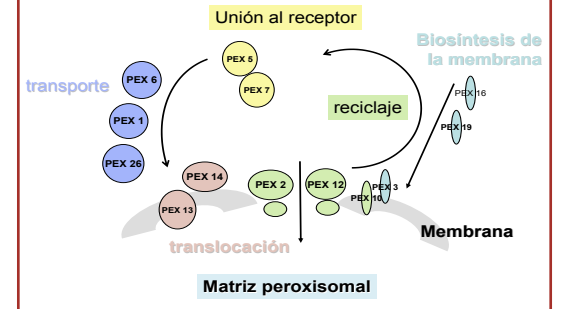 Unión al receptor
Biosíntesis de
la membrana
PEX 5
PEX 6
transporte
PEX 7
PEX 16
reciclaje
PEX 1
PEX 19
PEX 26
PEX 14
PEX 2
PEX 12
PEX 3
PEX 10
PEX 13
Membrana
translocación
Matriz peroxisomal